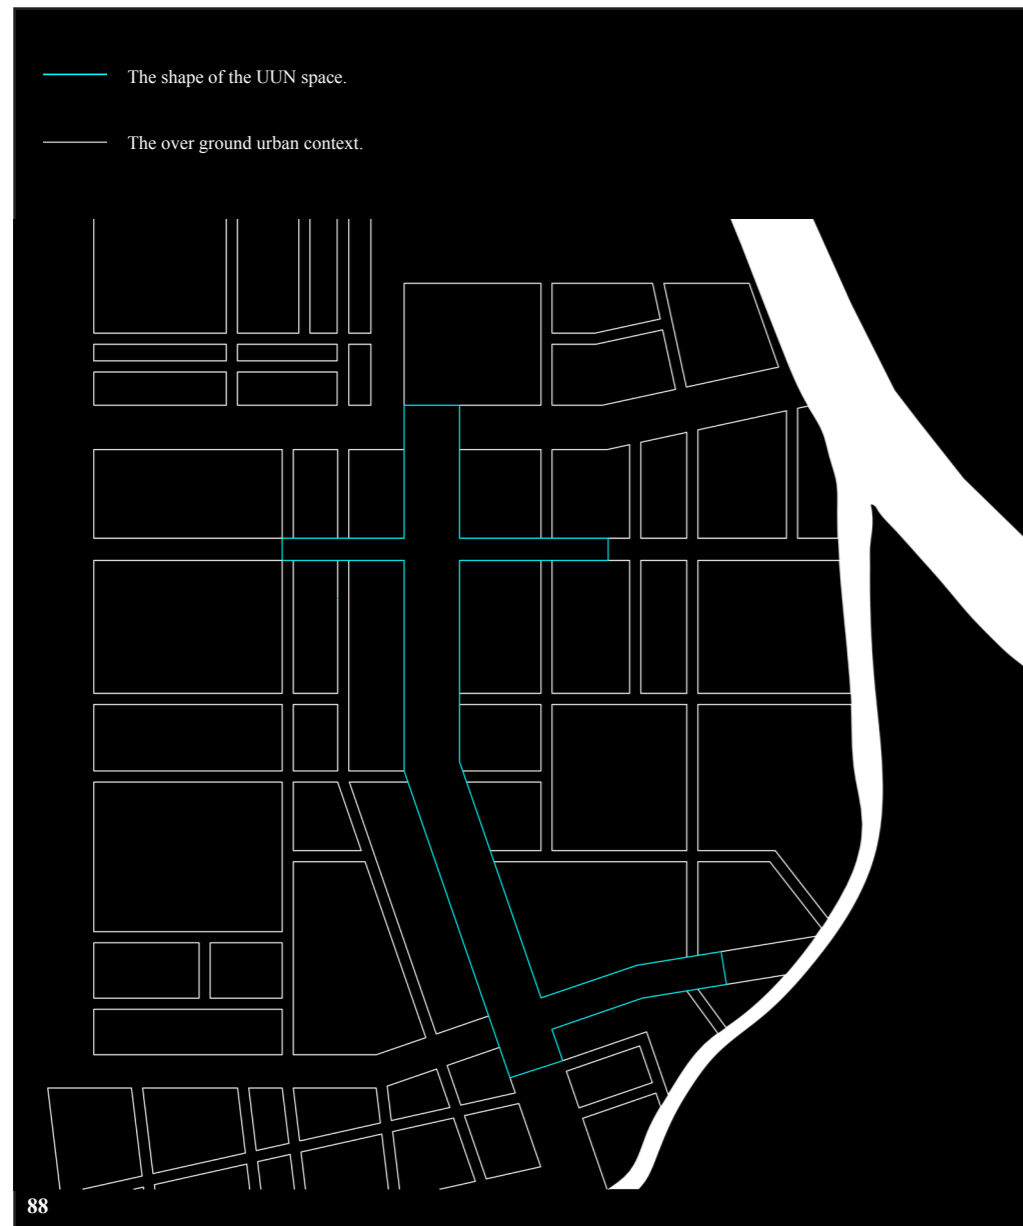 The shape of the UUN space.
The over ground urban context.
88